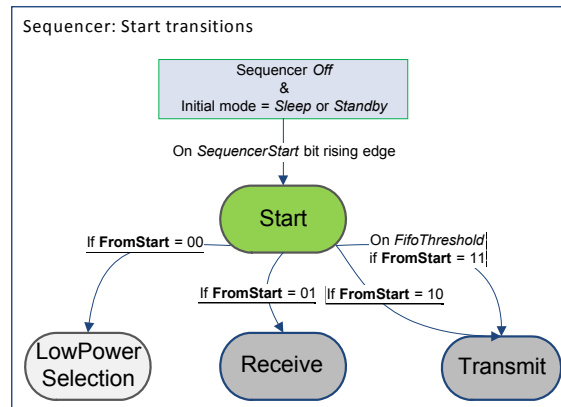 Sequencer: Start transitions
Sequencer Off
&
Initial mode = Sleep or Standby
On SequencerStart bit rising edge
Start
If FromStart = 00
On FifoThreshold
if FromStart = 11
If FromStart = 01
If FromStart = 10
LowPower
Selection
Receive
Transmit